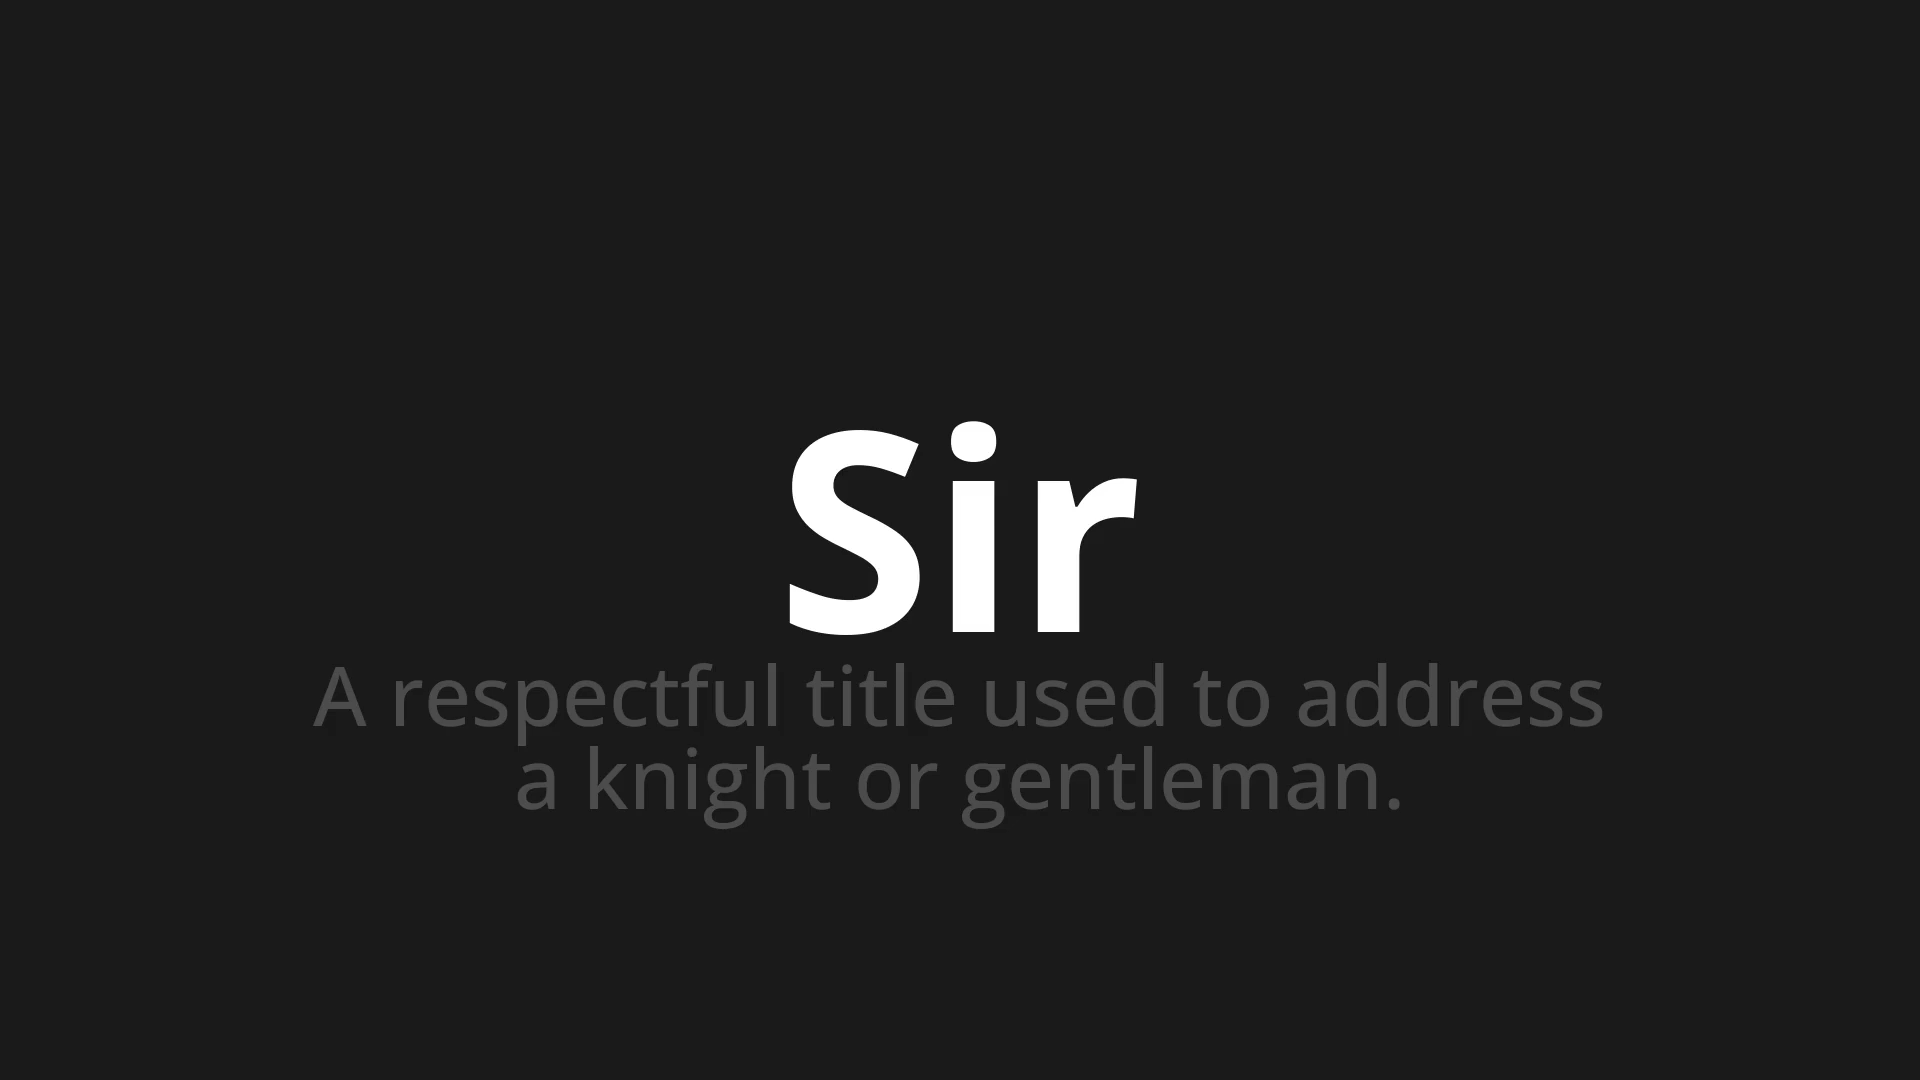 Sir
A respectful title used to address
a knight or gentleman.